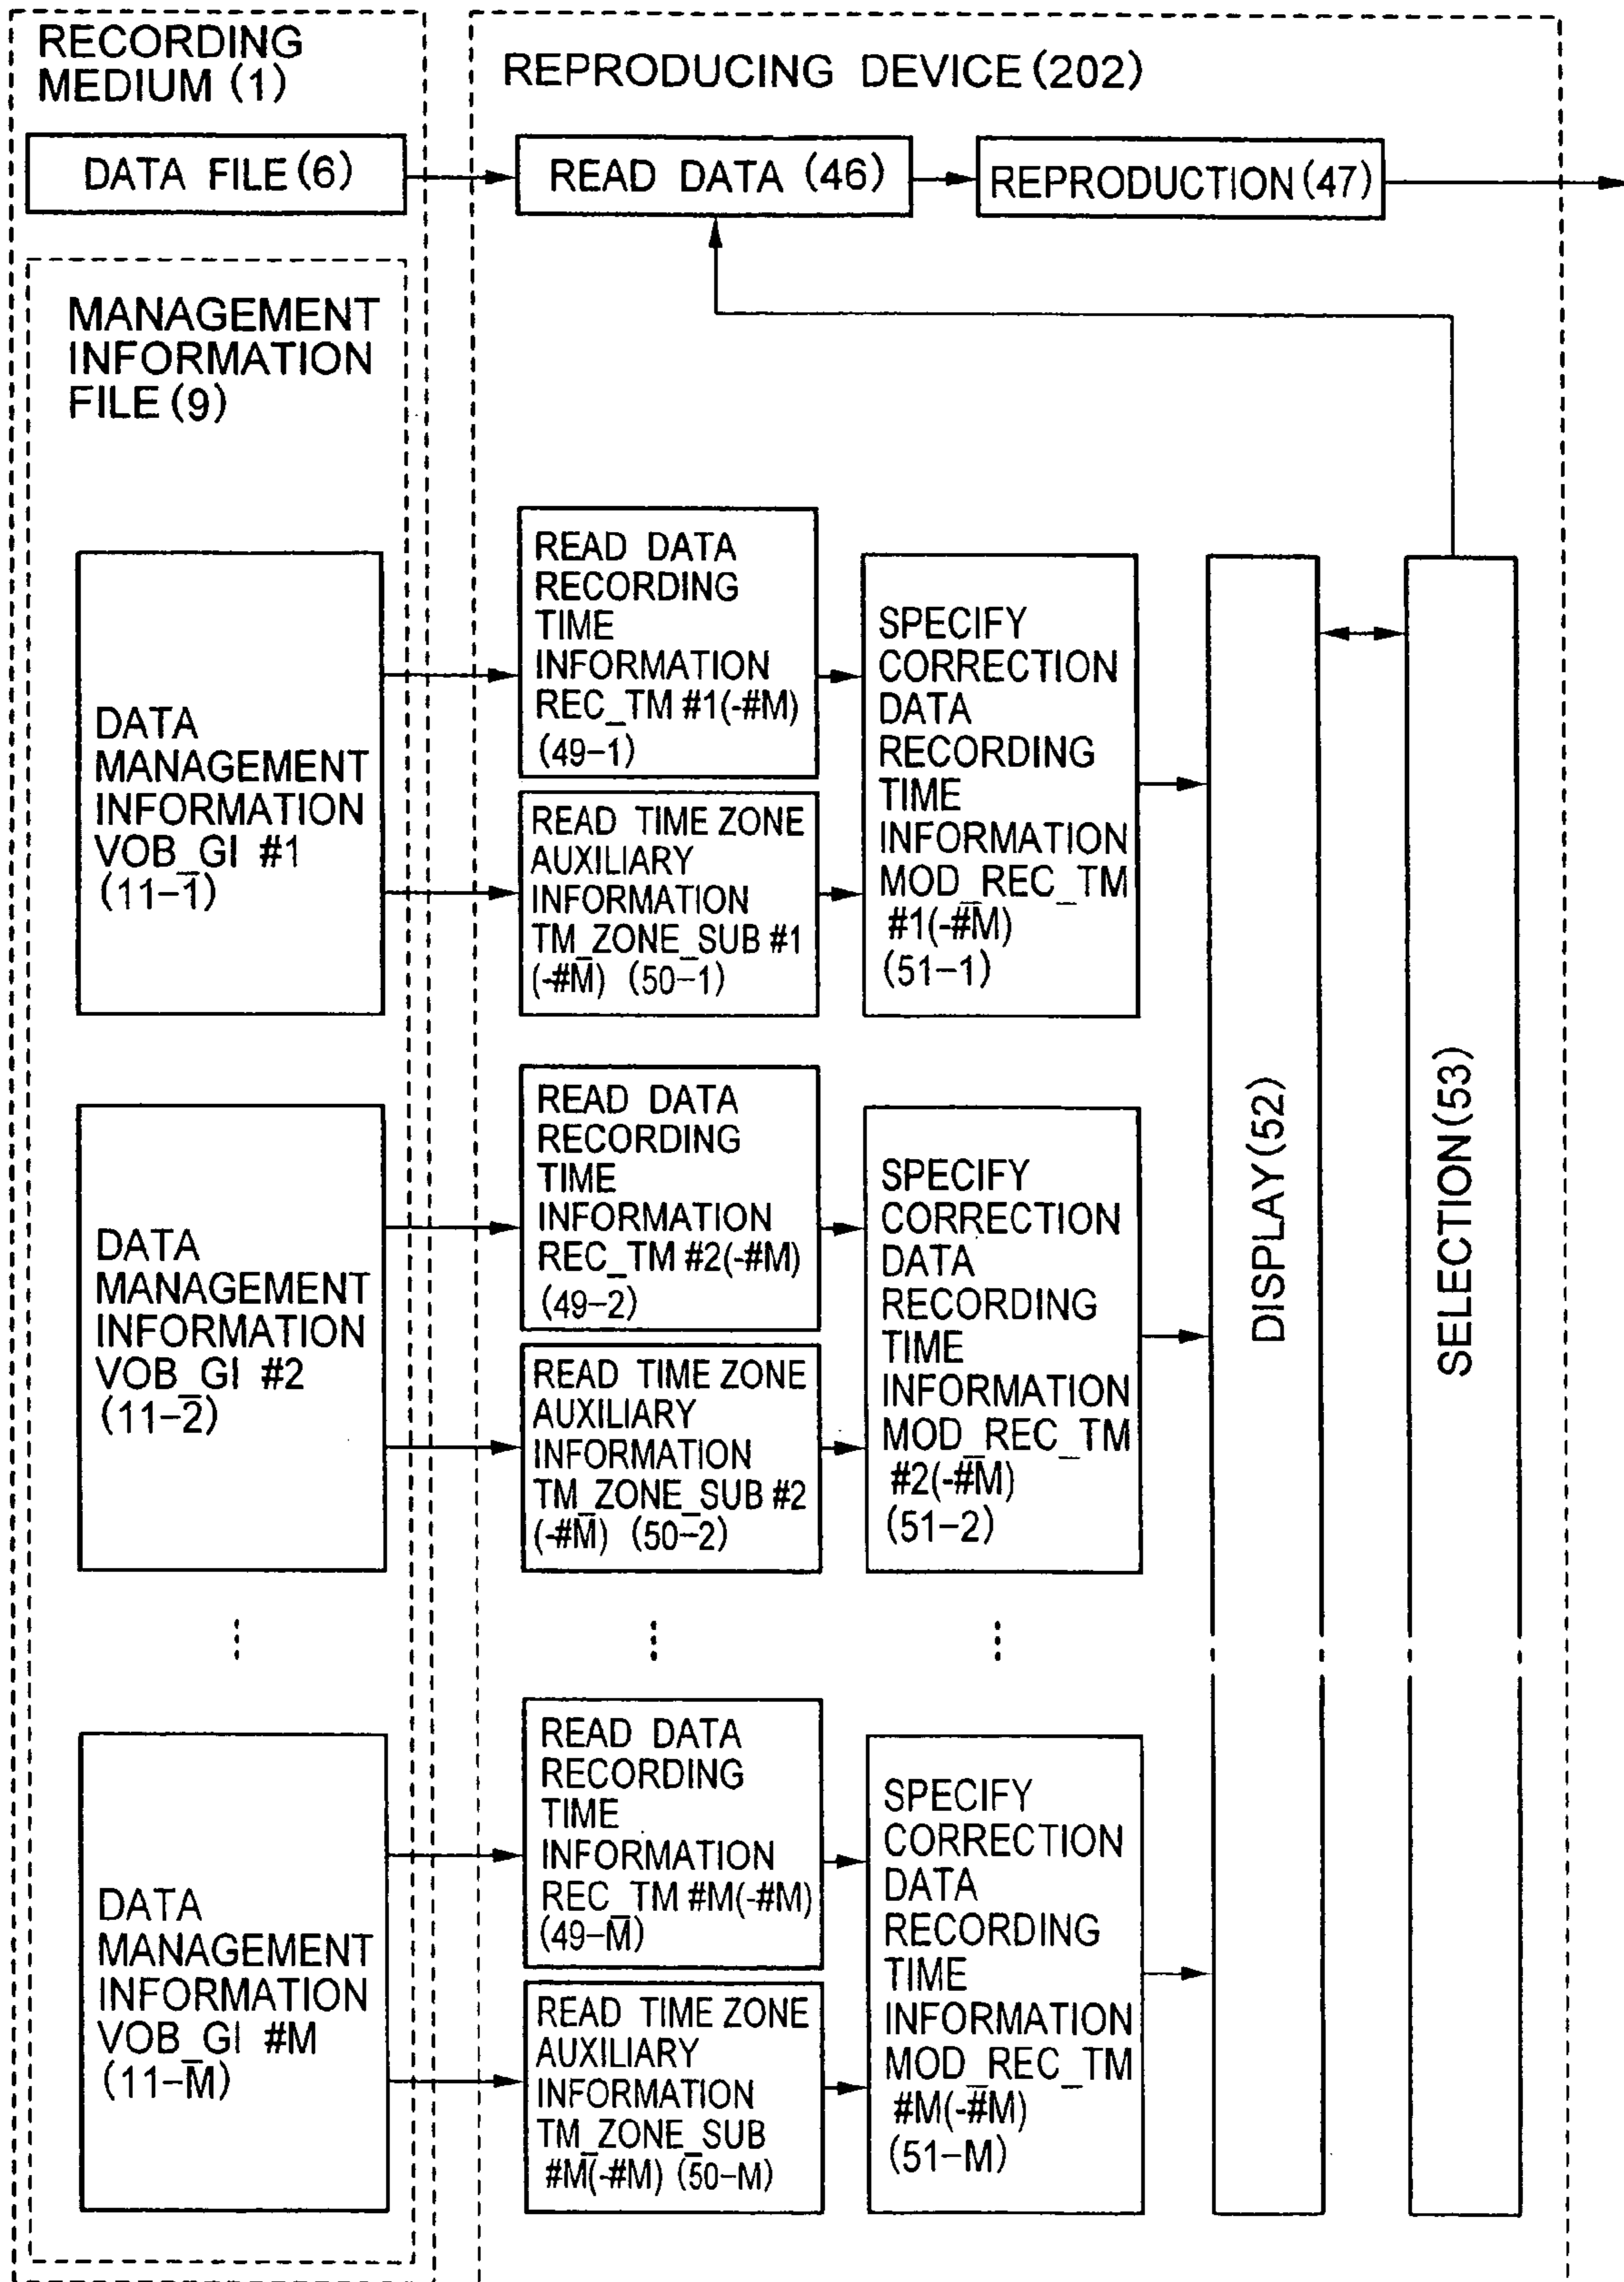 RECORDING
MEDIUM (1)
REPRODUCING DEVICE (202)
DATA FILE (6)
READ DATA (46)
REPRODUCTION (47)
MANAGEMENT
INFORMATION
FILE (9)
DATA
MANAGEMENT
INFORMATION
VOB_GI #1
(11-1)
READ DATA
RECORDING
TIME
INFORMATION
REC_TM #1(-#M)
(49-1)
READ TIME ZONE
AUXILIARY
INFORMATION
TM_ZONE_SUB #1
(-#M) (50-1)
SPECIFY
CORRECTION
DATA
RECORDING
TIME
INFORMATION
MOD_REC_TM
#1(-#M)
(51-1)
DATA
MANAGEMENT
INFORMATION
VOB_GI #2
(11-2)
READ DATA
RECORDING
TIME
INFORMATION
REC_TM #2(-#M)
(49-2)
READ TIME ZONE
AUXILIARY
INFORMATION
TM_ZONE_SUB #2
(-#M) (50-2)
SPECIFY
CORRECTION
DATA
RECORDING
TIME
INFORMATION
MOD_REC_TM
#2(-#M)
(51-2)
DATA
MANAGEMENT
INFORMATION
VOB_GI #M
(11-M)
READ DATA
RECORDING
TIME
INFORMATION
REC_TM #M(-#M)
(49-M)
READ TIME ZONE
AUXILIARY
INFORMATION
TM_ZONE_SUB
#M(-#M) (50-M)
SPECIFY
CORRECTION
DATA
RECORDING
TIME
INFORMATION
MOD_REC_TM
#M(-#M)
(51-M)
DISPLAY (52)
SELECTION (53)